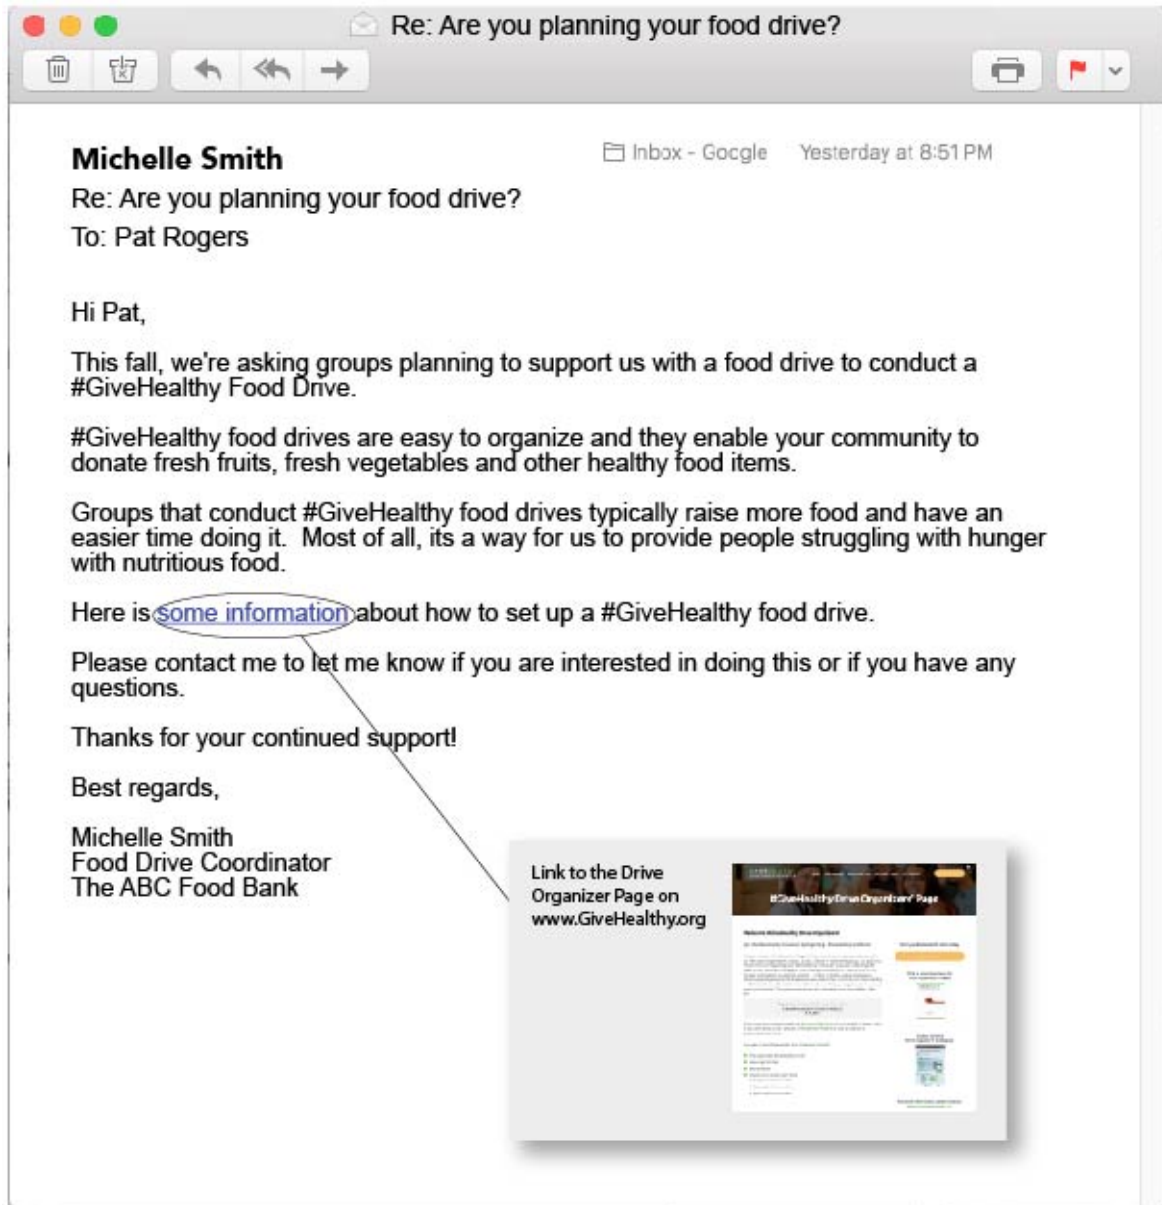 Re: Are you planning your food drive?
Michelle Smith
Inbox - Google Yesterday at 8:51 PM
Re: Are you planning your food drive?
To: Pat Rogers
Hi Pat,
This fall, we're asking groups planning to support us with a food drive to conduct a
#GiveHealthy Food Drive.
#GiveHealthy food drives are easy to organize and they enable your community to
donate fresh fruits, fresh vegetables and other healthy food items.
Groups that conduct #GiveHealthy food drives typically raise more food and have an
easier time doing it.  Most of all, its a way for us to provide people struggling with hunger
with nutritious food.
Here is some information about how to set up a #GiveHealthy food drive.
Please contact me to let me know if you are interested in doing this or if you have any
questions.
Thanks for your continued support!
Best regards,
Michelle Smith
Food Drive Coordinator
The ABC Food Bank
Link to the Drive
Organizer Page on
www.GiveHealthy.org
#GiveHealthy Drive Organizers' Page